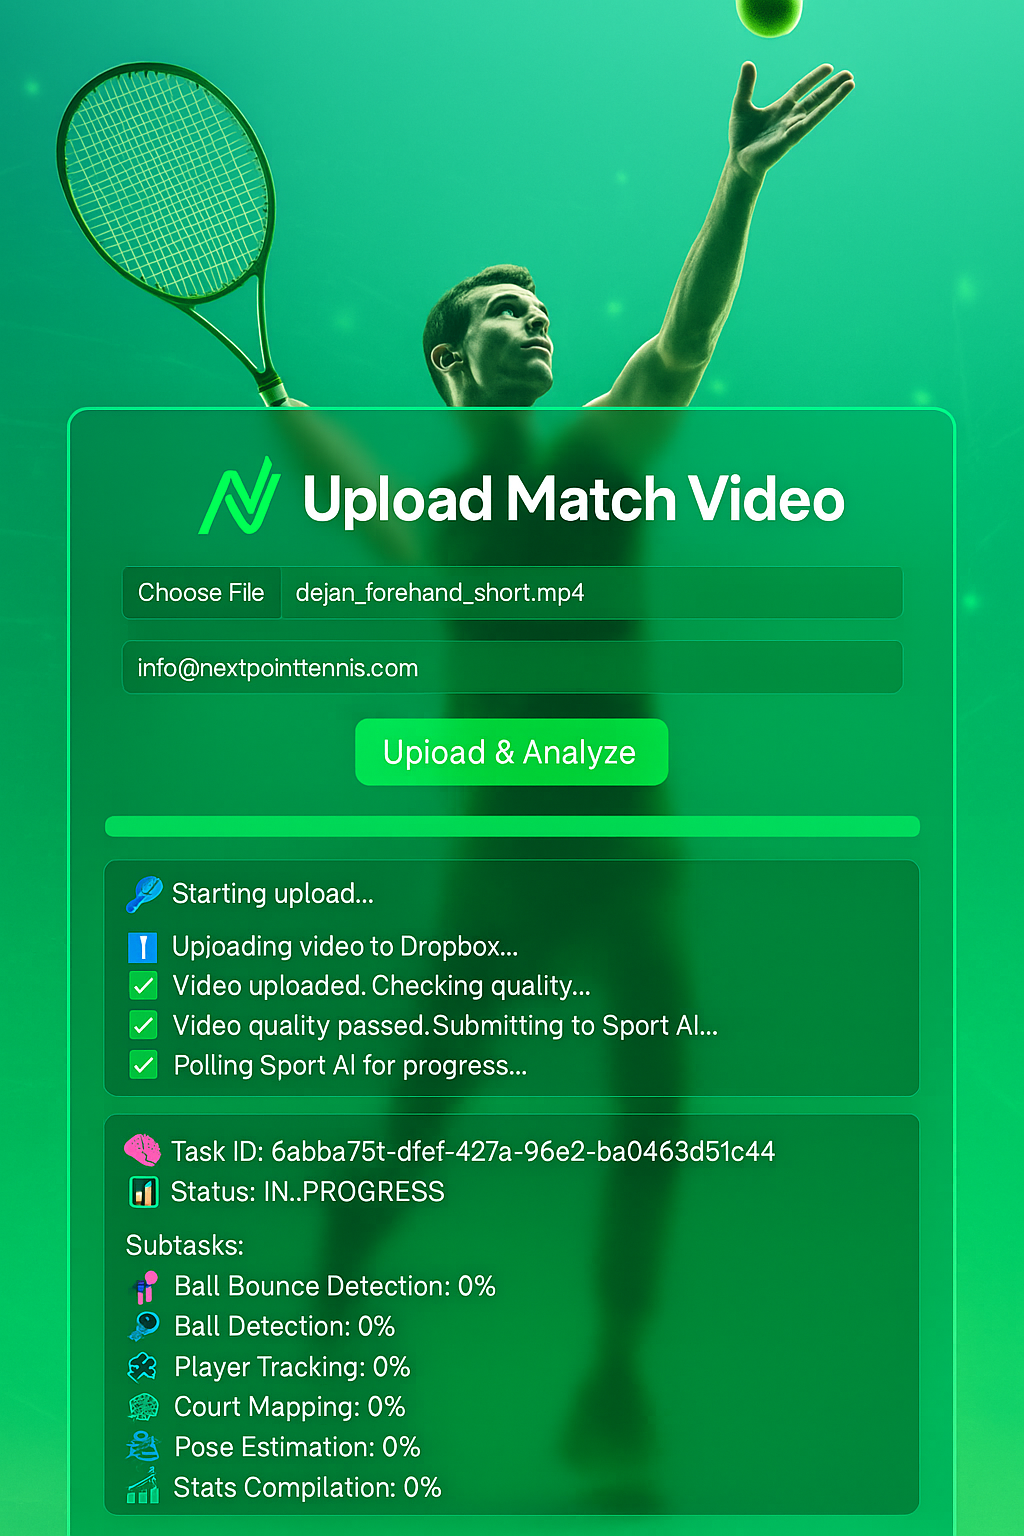 Upload Match Video
Choose File dejan_forehand_short.mp4
info@nextpointtennis.com
Upioad & Analyze
Starting upload...
Upjoading video to Dropbox...
Video uploaded. Checking quality...
Video quality passed.Submitting to Sport AI...
Polling Sport AI for progress...
Task ID: 6abba75t-dfef-427a-96e2-ba0463d51c44
Status: IN..PROGRESS
Subtasks:
Ball Bounce Detection: 0%
Ball Detection: 0%
Player Tracking: 0%
Court Mapping: 0%
Pose Estimation: 0%
Stats Compilation: 0%